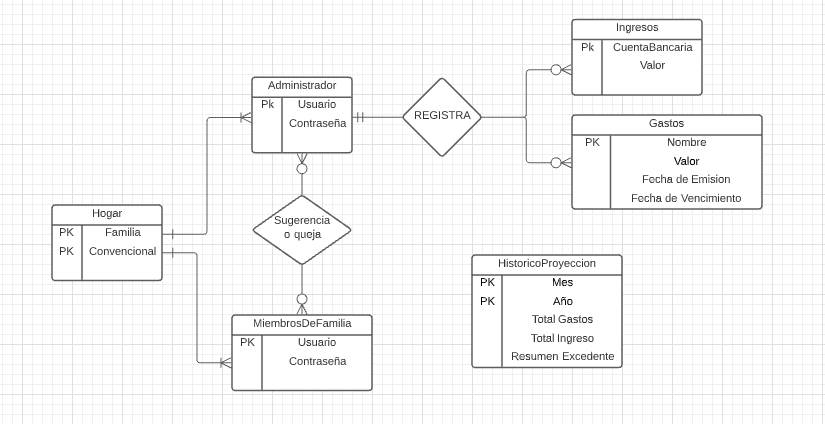 Ingresos
Pk CuentaBancaria
Valor
Administrador
Pk Usuario
Contraseña
REGISTRA
Gastos
PK Nombre
Valor
Fecha de Emision
Fecha de Vencimiento
Hogar
PK Familia
PK Convencional
Sugerencia
o queja
HistoricoProyeccion
PK Mes
PK Año
Total Gastos
Total Ingreso
Resumen Excedente
MiembrosDeFamilia
PK Usuario
Contraseña